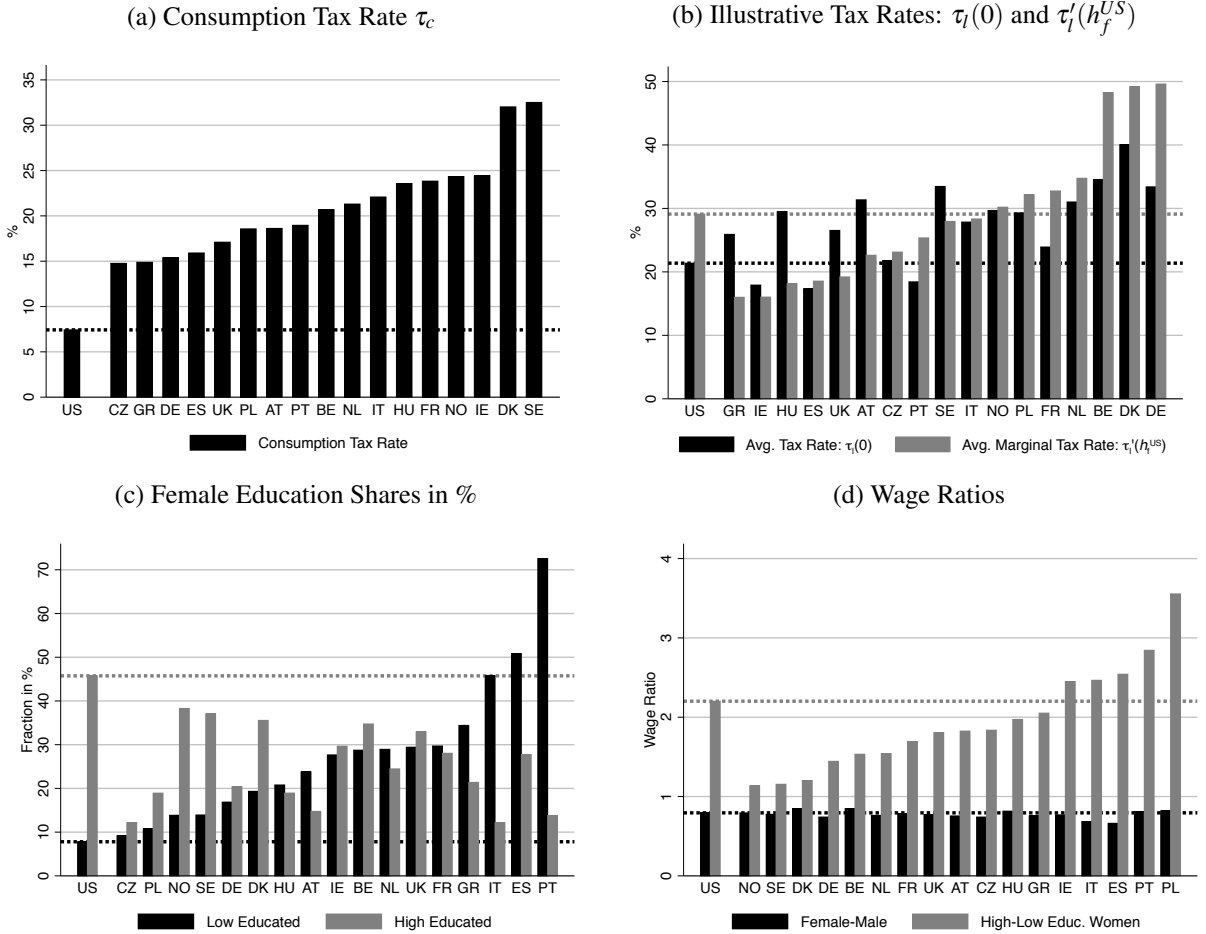 (a) Consumption Tax Rate τc
35
30
25
20
15
10
5
0
%
US CZ GR DE ES UK PL AT PT BE NL IT HU FR NO IE DK SE
Consumption Tax Rate
(b) Illustrative Tax Rates: τl(0) and τ′l(h_f^US)
50
40
30
20
10
0
%
US GR IE HU ES UK AT CZ PT SE IT NO PL FR NL BE DK DE
Avg. Tax Rate: τl(0) Avg. Marginal Tax Rate: τl'(hf^US)
(c) Female Education Shares in %
70
60
50
40
30
20
10
0
Fraction in %
US CZ PL NO SE DE DK HU AT IE BE NL UK FR GR IT ES PT
Low Educated High Educated
(d) Wage Ratios
4
3
2
1
0
Wage Ratio
US NO SE DK DE BE NL FR UK AT CZ HU GR IE IT ES PT PL
Female-Male High-Low Educ. Women